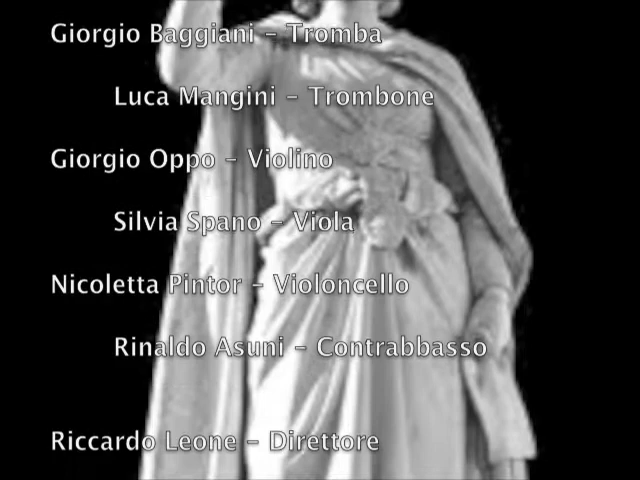 Giorgio Baggiani - Tromba
Luca Mangini - Trombone
Giorgio Oppo - Violino
Silvia Spano - Viola
Nicoletta Pintor - Violoncello
Rinaldo Asuni - Contrabbasso
Riccardo Leone - Direttore